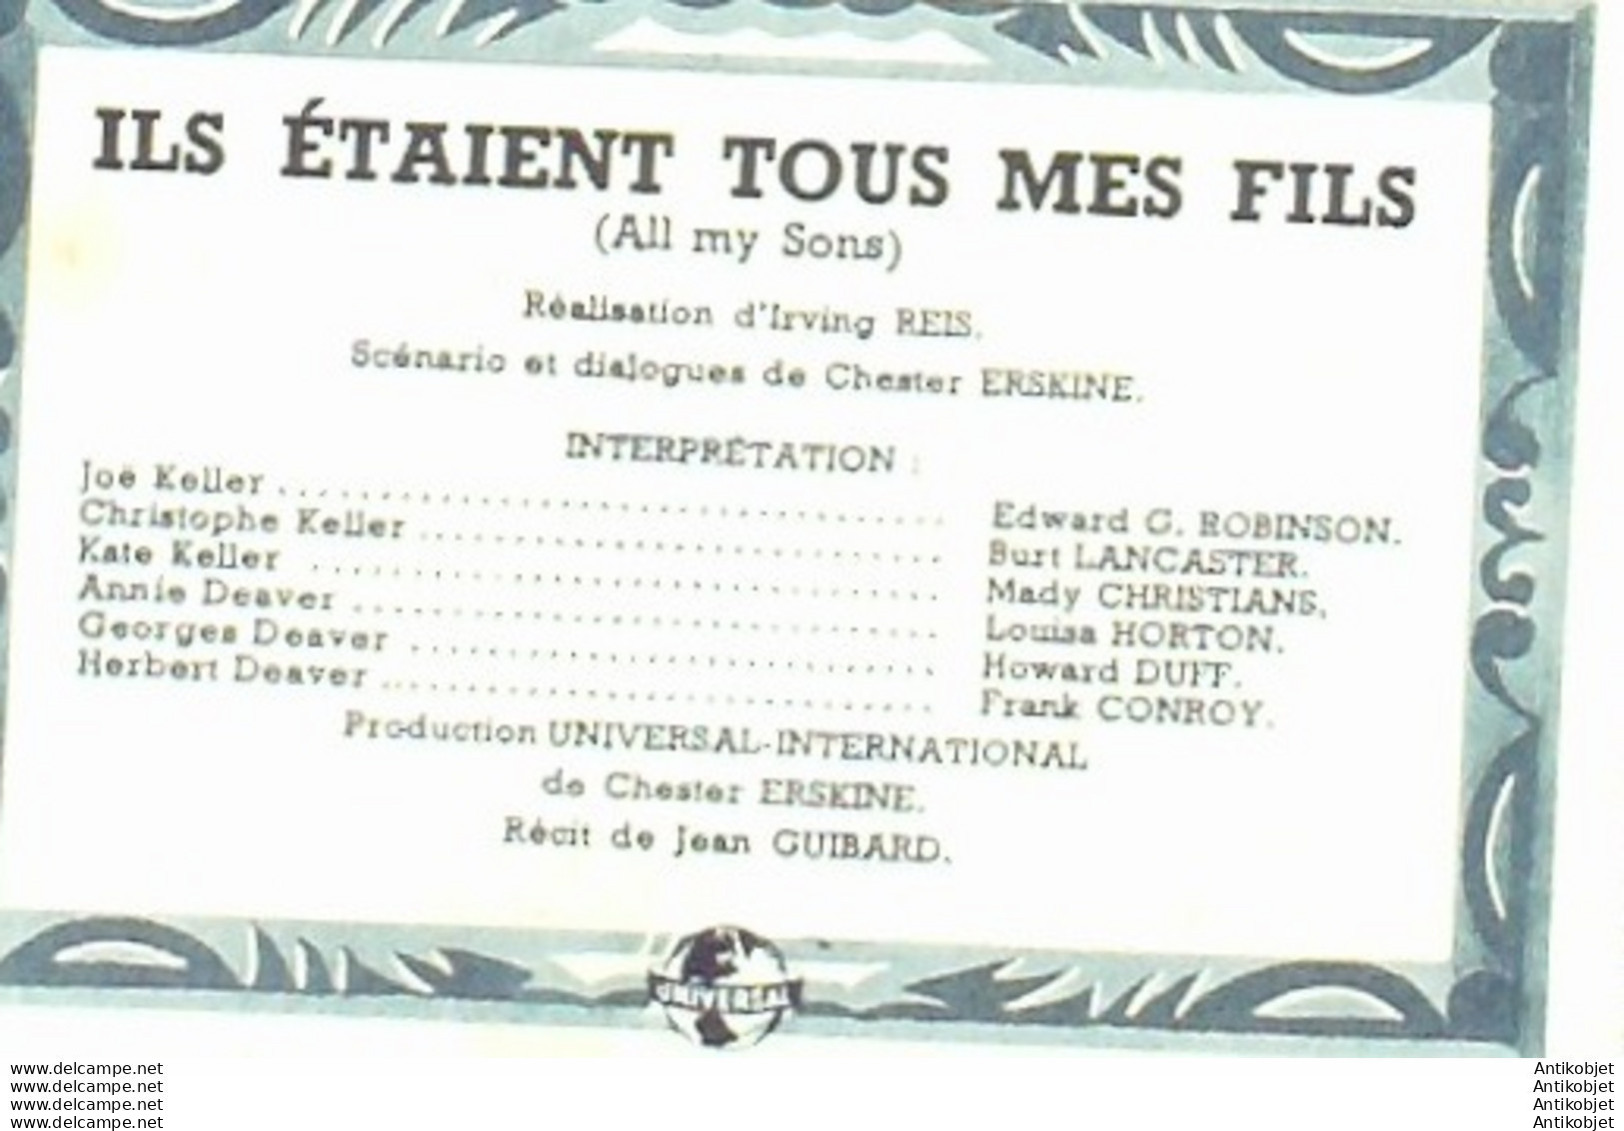 ILS ÉTAIENT TOUS MES FILS
(All my Sons)
Réalisation d'Irving REIS.
Scénario et dialogues de Chester ERSKINE.
INTERPRÉTATION :
Joë Keller ........................................ Edward G. ROBINSON.
Christophe Keller ........................................ Burt LANCASTER.
Kate Keller ........................................ Mady CHRISTIANS.
Annie Deaver ........................................ Louisa HORTON.
Georges Deaver ........................................ Howard DUFF.
Herbert Deaver ........................................ Frank CONROY.
Production UNIVERSAL-INTERNATIONAL
de Chester ERSKINE.
Récit de Jean GUIBARD.
UNIVERSAL
www.delcampe.net Antikobjet
www.delcampe.net Antikobjet
www.delcampe.net Antikobjet
www.delcampe.net Antikobjet